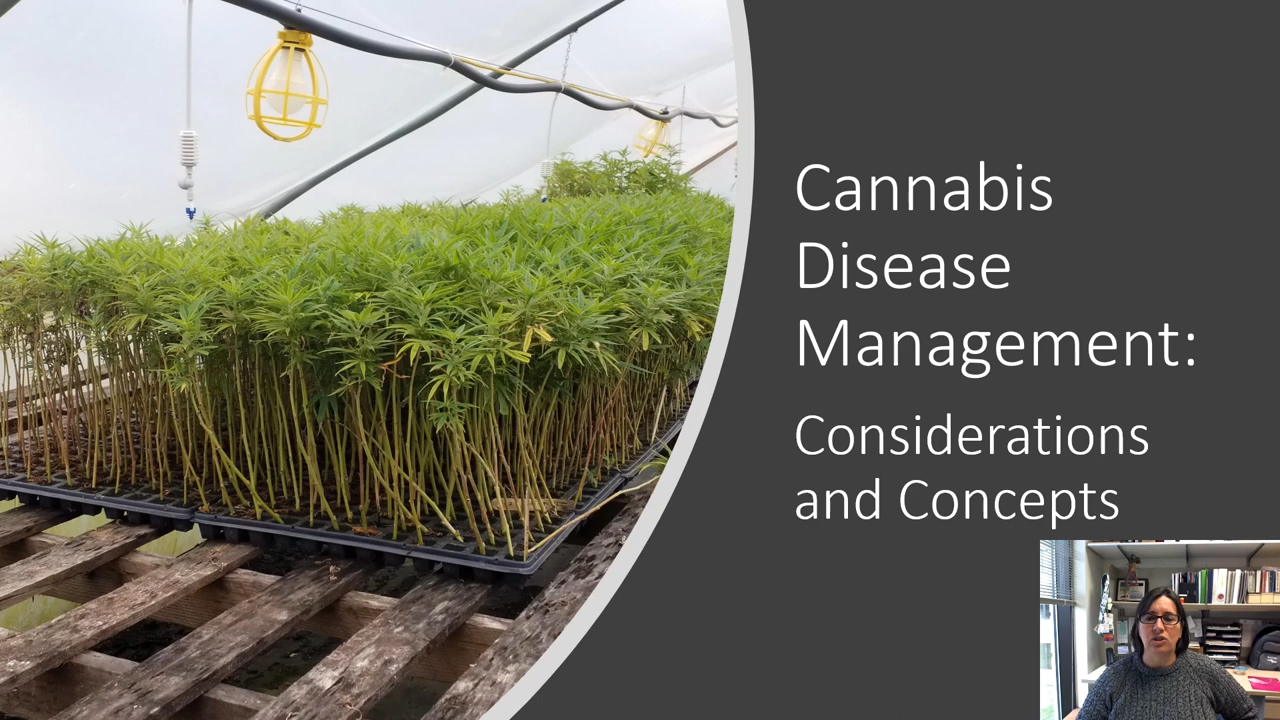 Cannabis
Disease
Management:
Considerations
and Concepts